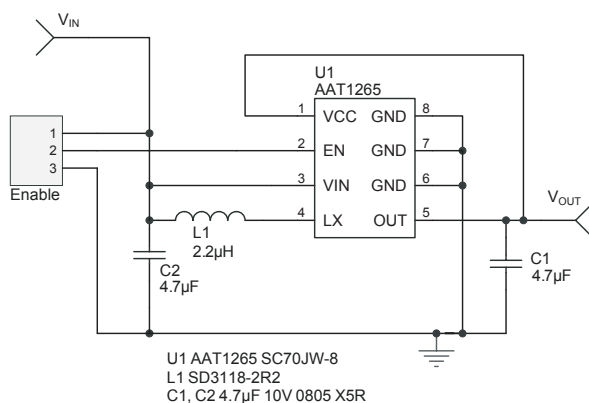 VIN
U1
AAT1265
1 VCC GND 8
1
2 2 EN GND 7
3
Enable
3 VIN GND 6
VOUT
4 LX OUT 5
L1
2.2µH
C1
4.7µF
C2
4.7µF
U1 AAT1265 SC70JW-8
L1 SD3118-2R2
C1, C2 4.7µF 10V 0805 X5R